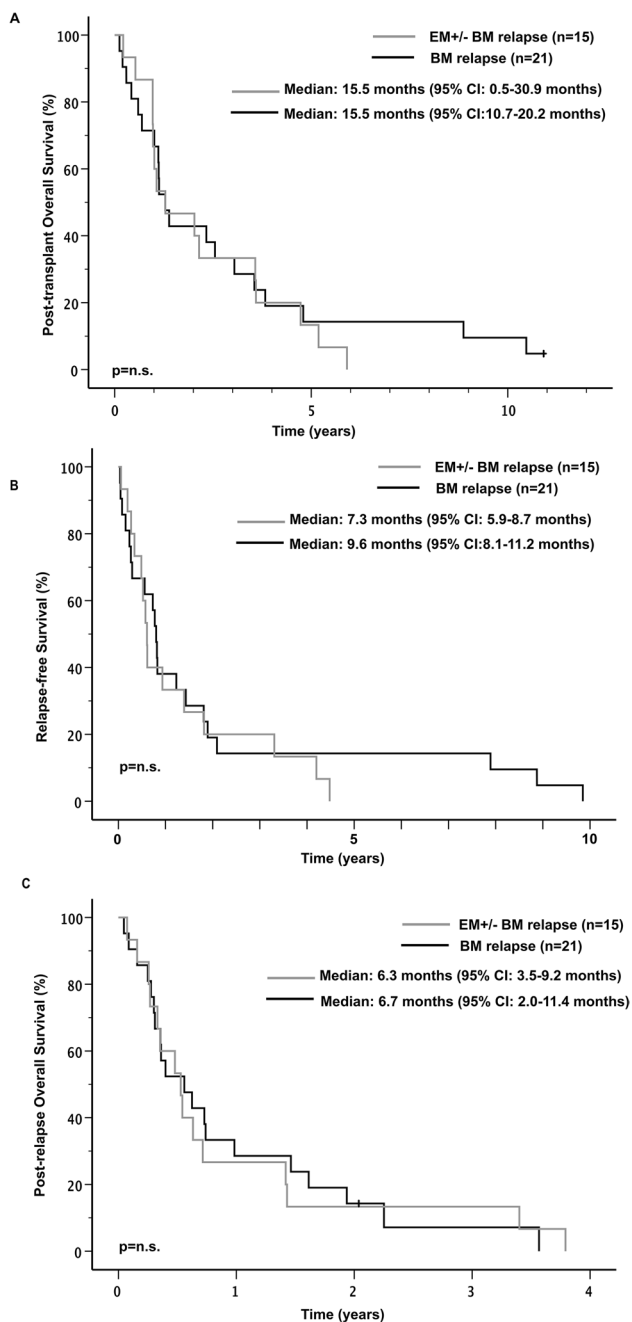 A
EM+/- BM relapse (n=15)
BM relapse (n=21)
Median: 15.5 months (95% CI: 0.5-30.9 months)
Median: 15.5 months (95% CI:10.7-20.2 months)
Post-transplant Overall Survival (%)
100
80
60
40
20
0
p=n.s.
0 5 10
Time (years)
B
EM+/- BM relapse (n=15)
BM relapse (n=21)
Median: 7.3 months (95% CI: 5.9-8.7 months)
Median: 9.6 months (95% CI:8.1-11.2 months)
Relapse-free Survival (%)
100
80
60
40
20
0
p=n.s.
0 5 10
Time (years)
C
EM+/- BM relapse (n=15)
BM relapse (n=21)
Median: 6.3 months (95% CI: 3.5-9.2 months)
Median: 6.7 months (95% CI: 2.0-11.4 months)
Post-relapse Overall Survival (%)
100
80
60
40
20
0
p=n.s.
0 1 2 3 4
Time (years)